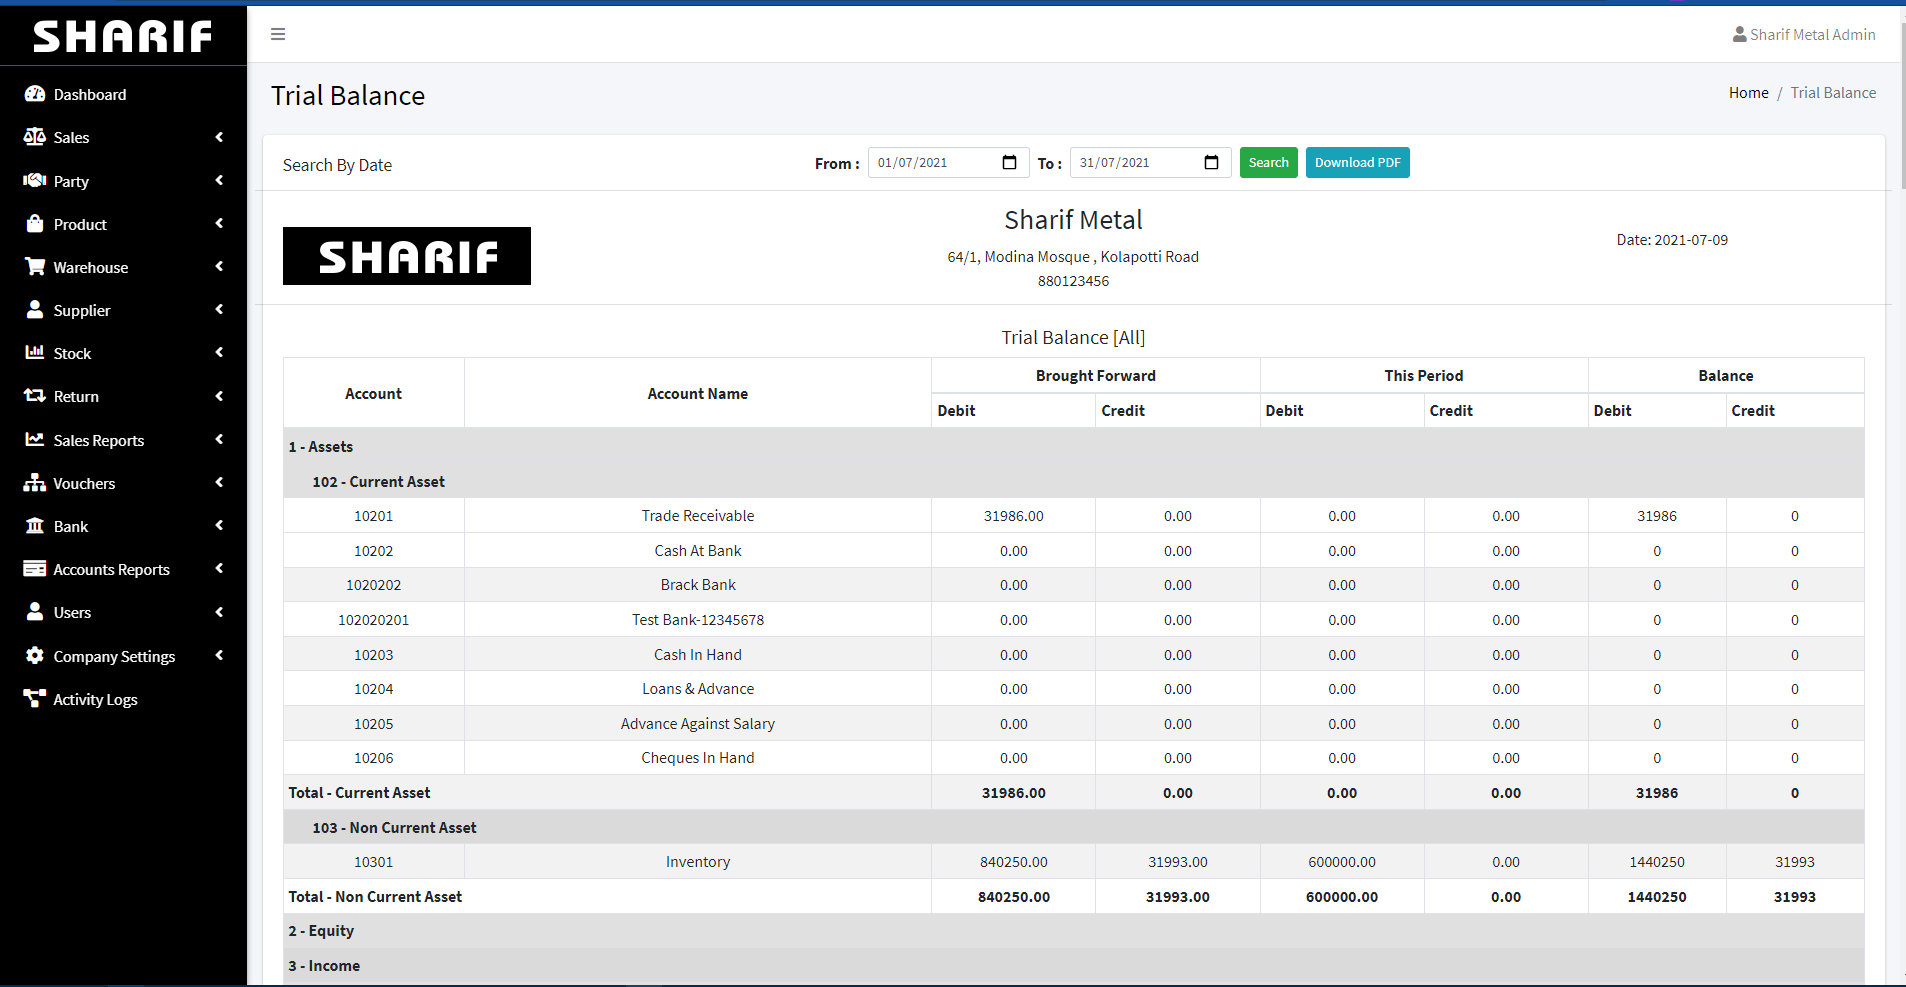 SHARIF
Sharif Metal Admin
Dashboard
Sales
Party
Product
Warehouse
Supplier
Stock
Return
Sales Reports
Vouchers
Bank
Accounts Reports
Users
Company Settings
Activity Logs
Trial Balance
Home / Trial Balance
Search By Date
From : 01/07/2021 To : 31/07/2021 Search Download PDF
SHARIF
Sharif Metal
64/1, Modina Mosque , Kolapotti Road
880123456
Date: 2021-07-09
Trial Balance [All]
Account Account Name Brought Forward This Period Balance
Debit Credit Debit Credit Debit Credit
1 - Assets
102 - Current Asset
10201 Trade Receivable 31986.00 0.00 0.00 0.00 31986 0
10202 Cash At Bank 0.00 0.00 0.00 0.00 0 0
1020202 Brack Bank 0.00 0.00 0.00 0.00 0 0
102020201 Test Bank-12345678 0.00 0.00 0.00 0.00 0 0
10203 Cash In Hand 0.00 0.00 0.00 0.00 0 0
10204 Loans & Advance 0.00 0.00 0.00 0.00 0 0
10205 Advance Against Salary 0.00 0.00 0.00 0.00 0 0
10206 Cheques In Hand 0.00 0.00 0.00 0.00 0 0
Total - Current Asset 31986.00 0.00 0.00 0.00 31986 0
103 - Non Current Asset
10301 Inventory 840250.00 31993.00 600000.00 0.00 1440250 31993
Total - Non Current Asset 840250.00 31993.00 600000.00 0.00 1440250 31993
2 - Equity
3 - Income